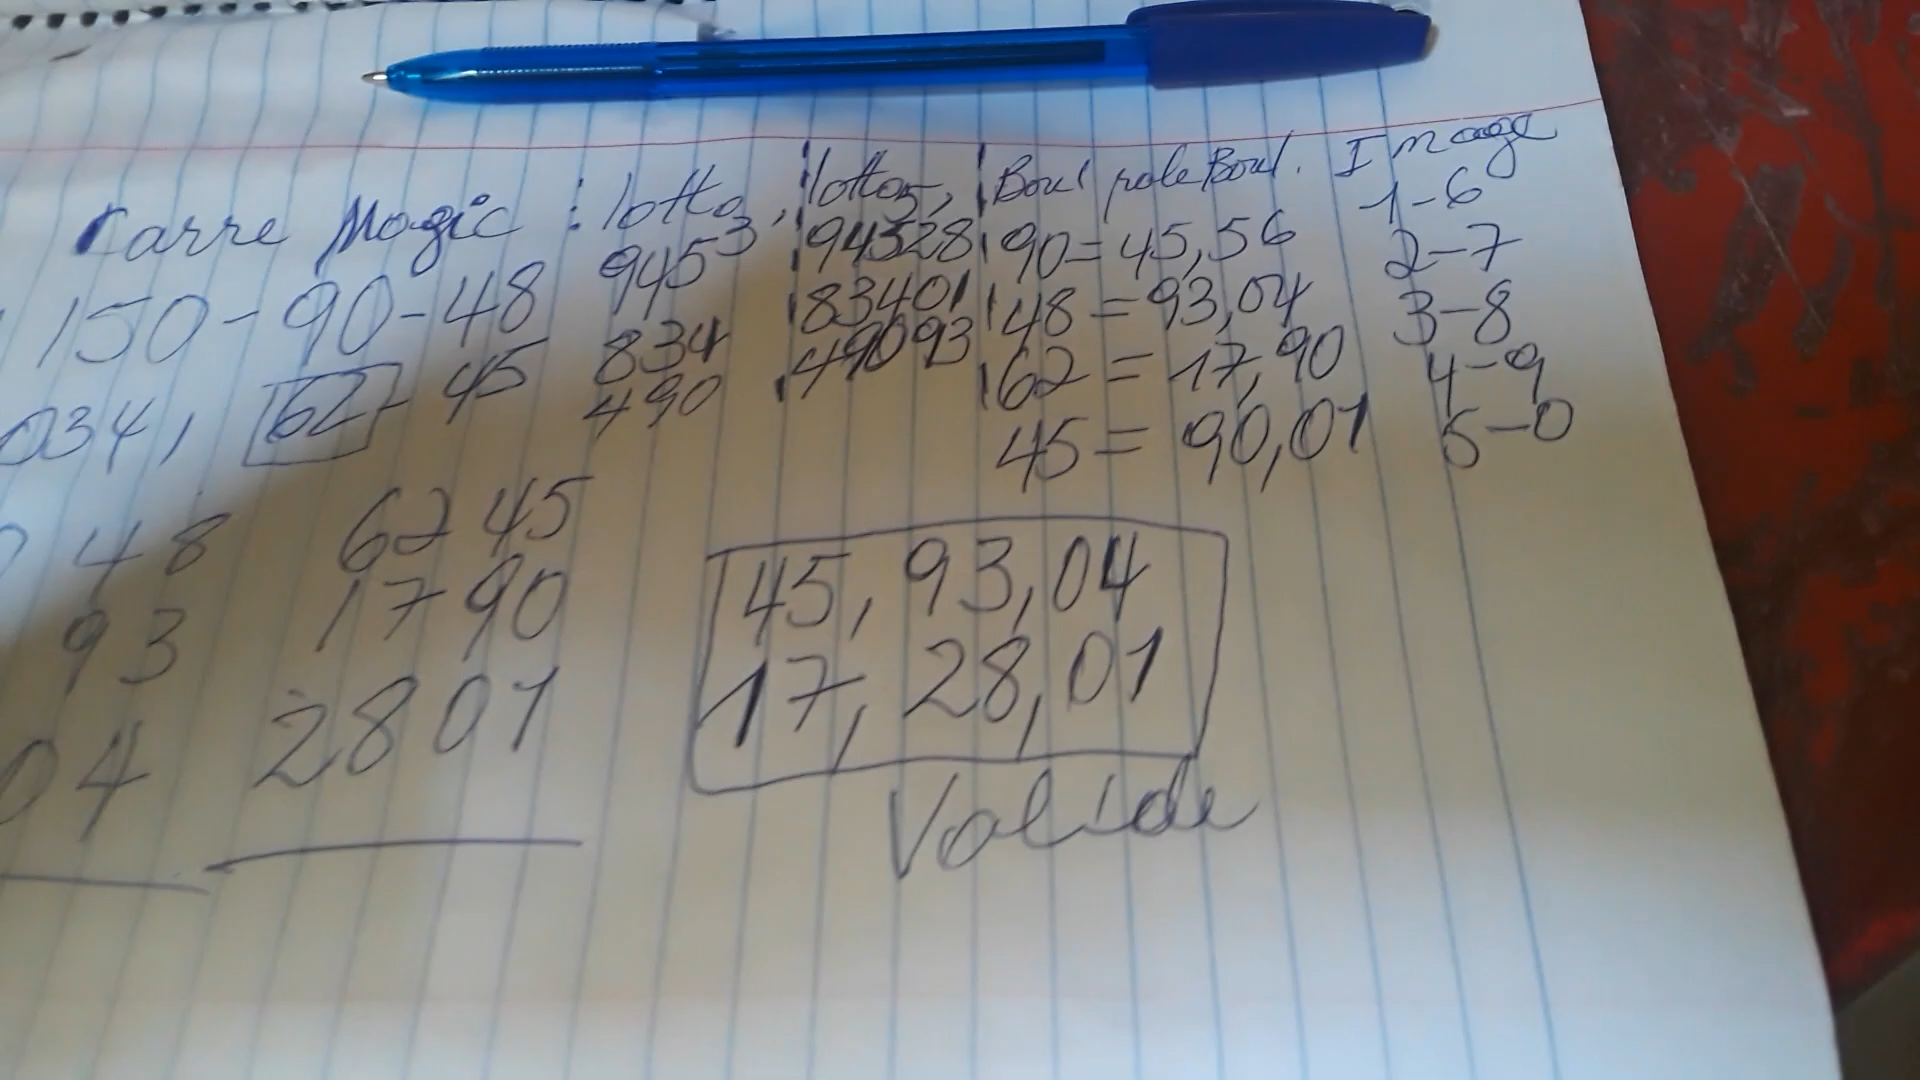 Carre Magic : lotto3, lotto5, Boul pale Boul. Image
150-90-48 945 94528 90=45,56 1-6
034, 62-45 834 83401 48=93,04 2-7
490 49093 62=17,90 3-8
45=90,01 4-9
5-0
48 6245
93 1790
04 2801
45, 93,04
17, 28,01
Valide